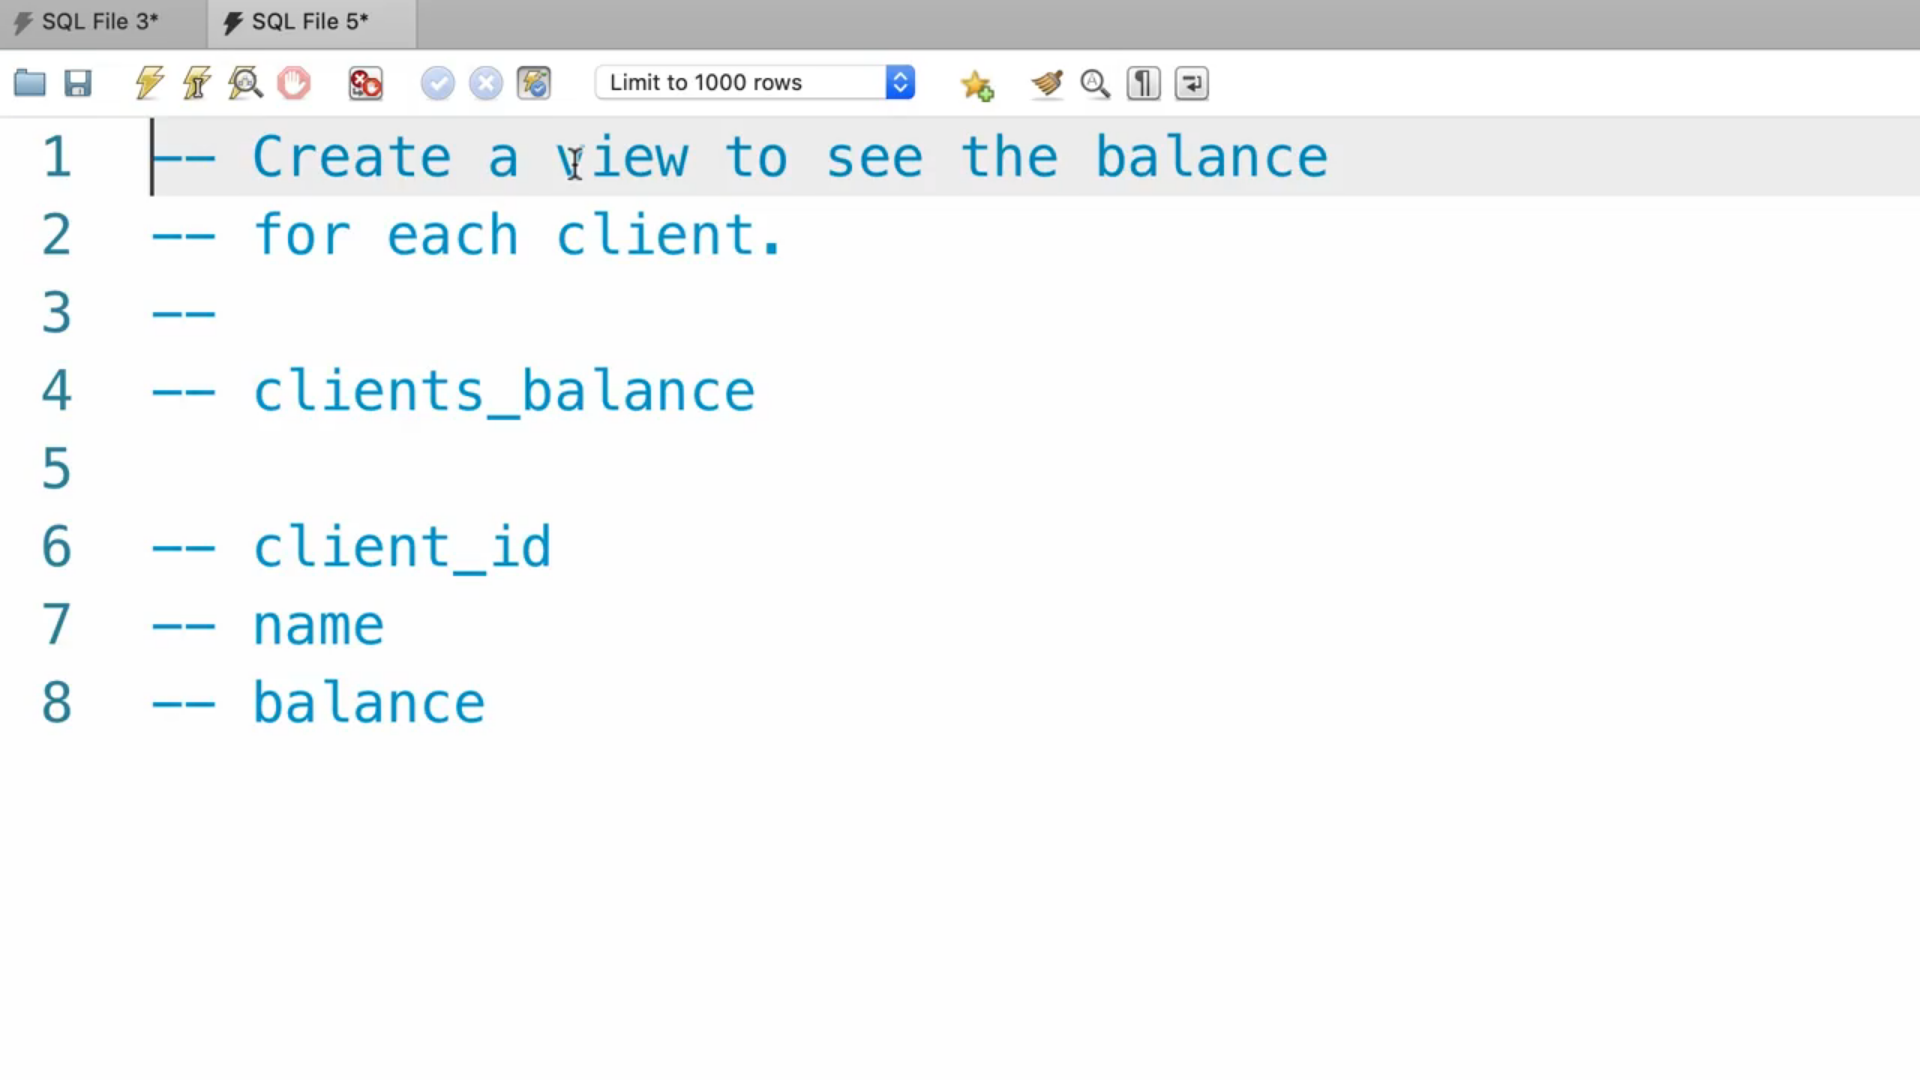 SQL File 3* SQL File 5*
Limit to 1000 rows
1 -- Create a view to see the balance
2 -- for each client.
3 --
4 -- clients_balance
5
6 -- client_id
7 -- name
8 -- balance